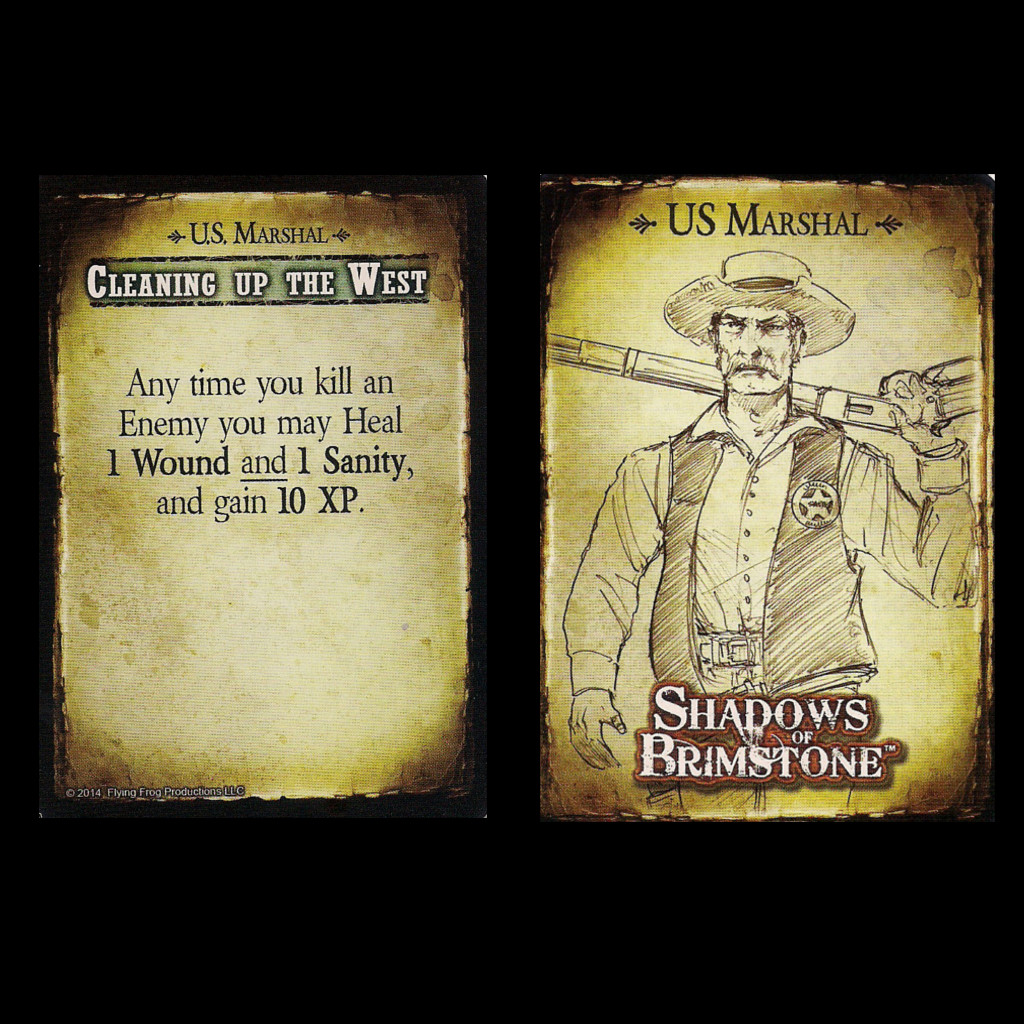 U.S. Marshal
Cleaning up the West
Any time you kill an
Enemy you may Heal
1 Wound and 1 Sanity,
and gain 10 XP.
© 2014 Flying Frog Productions LLC
US Marshal
Shadows
of
Brimstone™